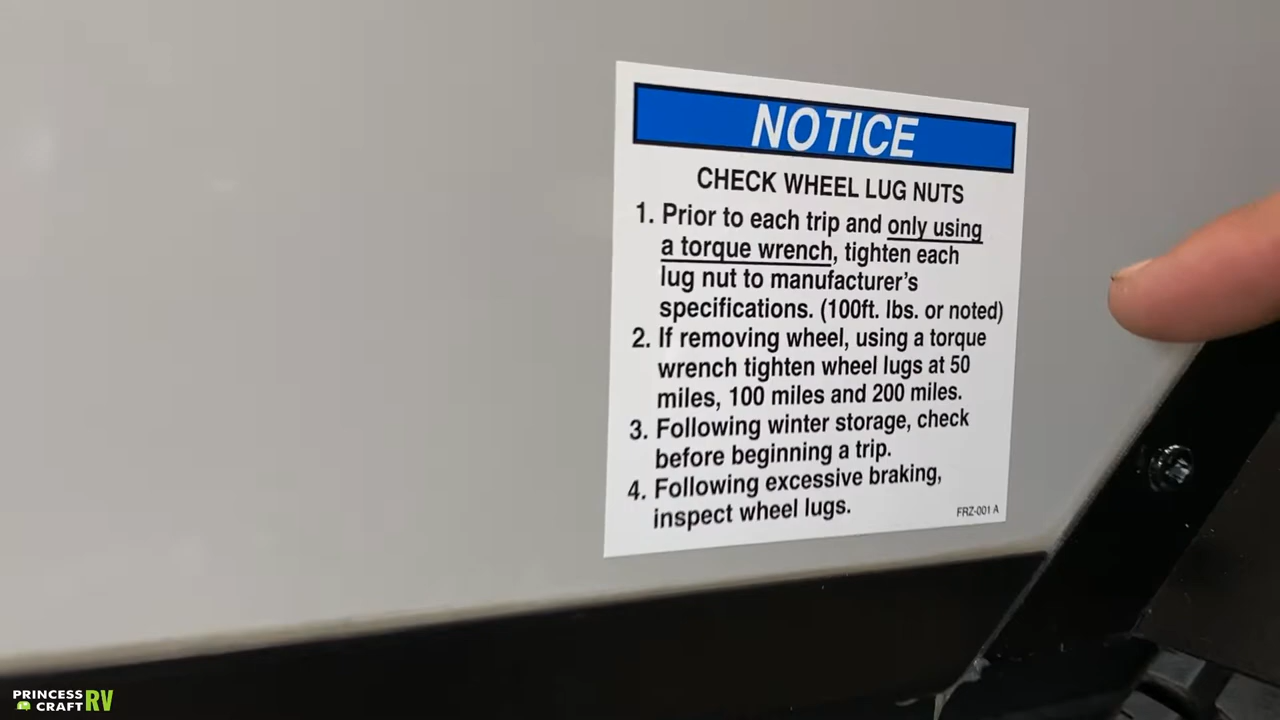 NOTICE
CHECK WHEEL LUG NUTS
1. Prior to each trip and only using
a torque wrench, tighten each
lug nut to manufacturer's
specifications. (100ft. lbs. or noted)
2. If removing wheel, using a torque
wrench tighten wheel lugs at 50
miles, 100 miles and 200 miles.
3. Following winter storage, check
before beginning a trip.
4. Following excessive braking,
inspect wheel lugs.
FRZ-001 A
PRINCESS
CRAFT RV